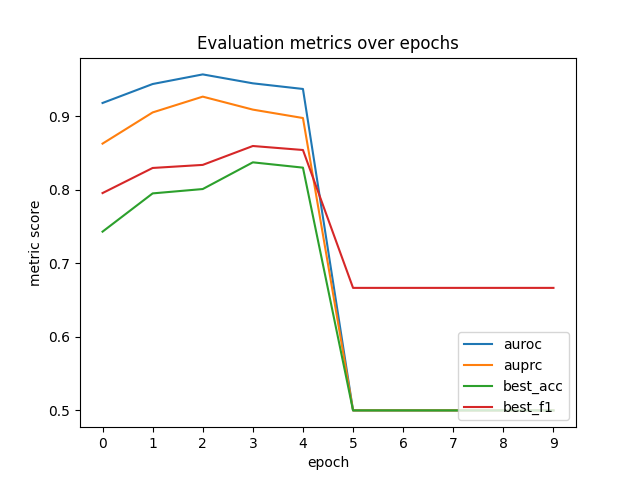 Evaluation metrics over epochs
metric score
0.9
0.8
0.7
0.6
0.5
auroc
auprc
best_acc
best_f1
0 1 2 3 4 5 6 7 8 9
epoch